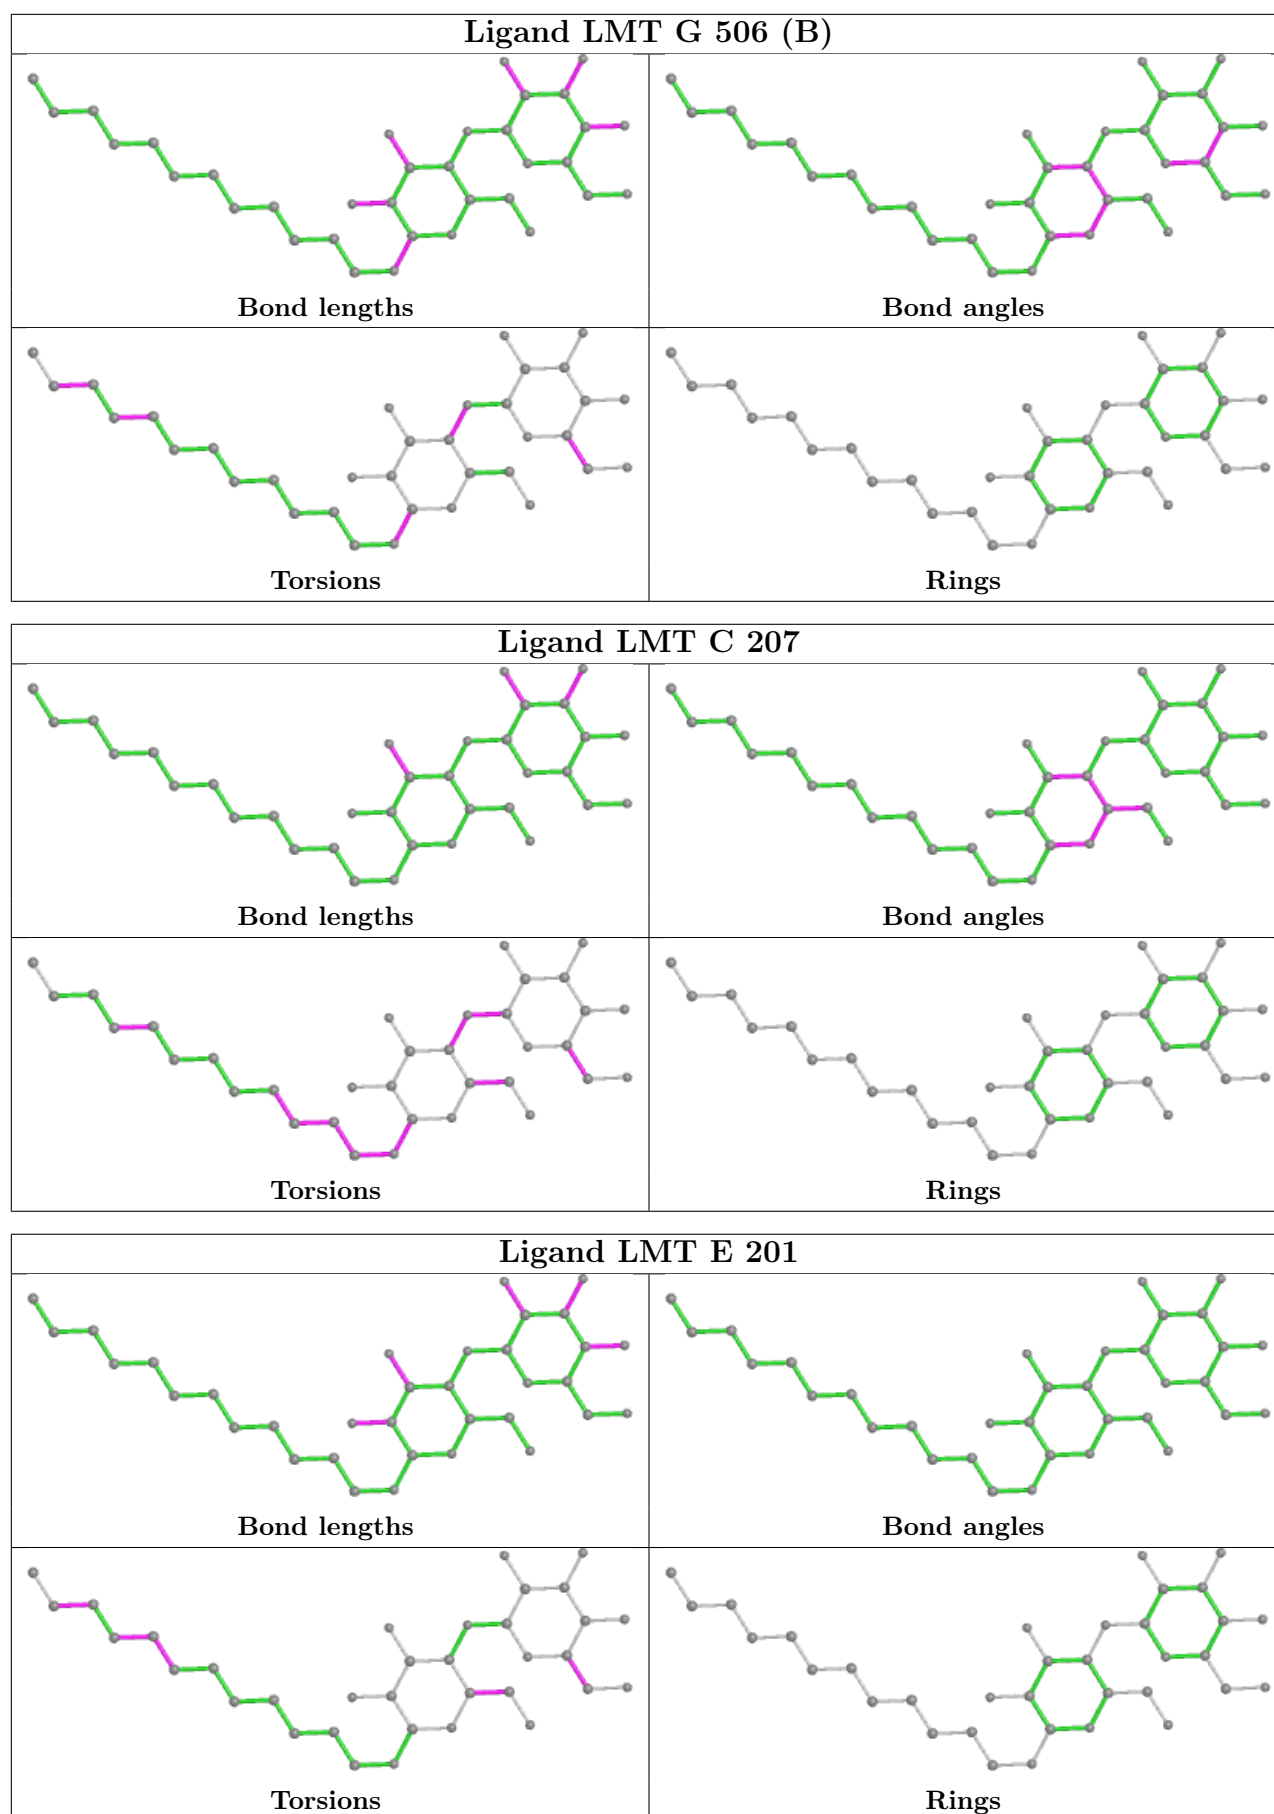 Ligand LMT G 506 (B)
Bond lengths
Bond angles
Torsions
Rings
Ligand LMT C 207
Bond lengths
Bond angles
Torsions
Rings
Ligand LMT E 201
Bond lengths
Bond angles
Torsions
Rings